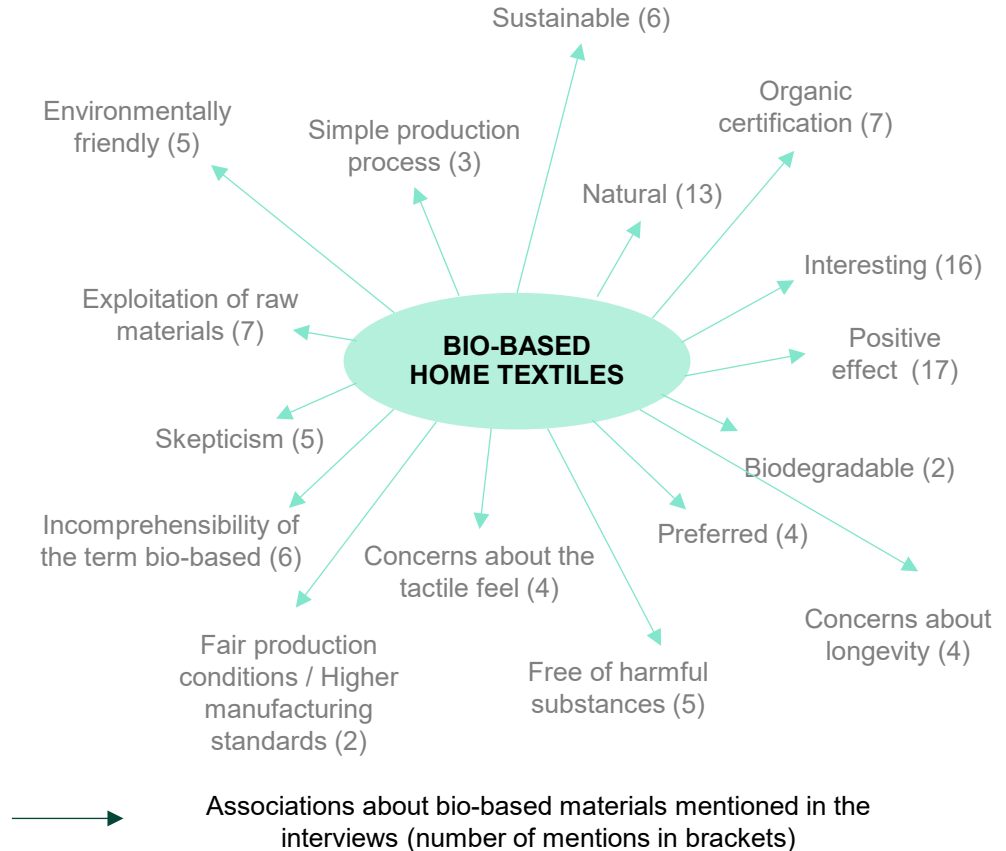 Sustainable (6)
Environmentally
friendly (5)
Simple production
process (3)
Organic
certification (7)
Natural (13)
Interesting (16)
Exploitation of raw
materials (7)
BIO-BASED
HOME TEXTILES
Positive
effect (17)
Skepticism (5)
Biodegradable (2)
Incomprehensibility of
the term bio-based (6)
Concerns about the
tactile feel (4)
Preferred (4)
Concerns about
longevity (4)
Fair production
conditions / Higher
manufacturing
standards (2)
Free of harmful
substances (5)
Associations about bio-based materials mentioned in the
interviews (number of mentions in brackets)